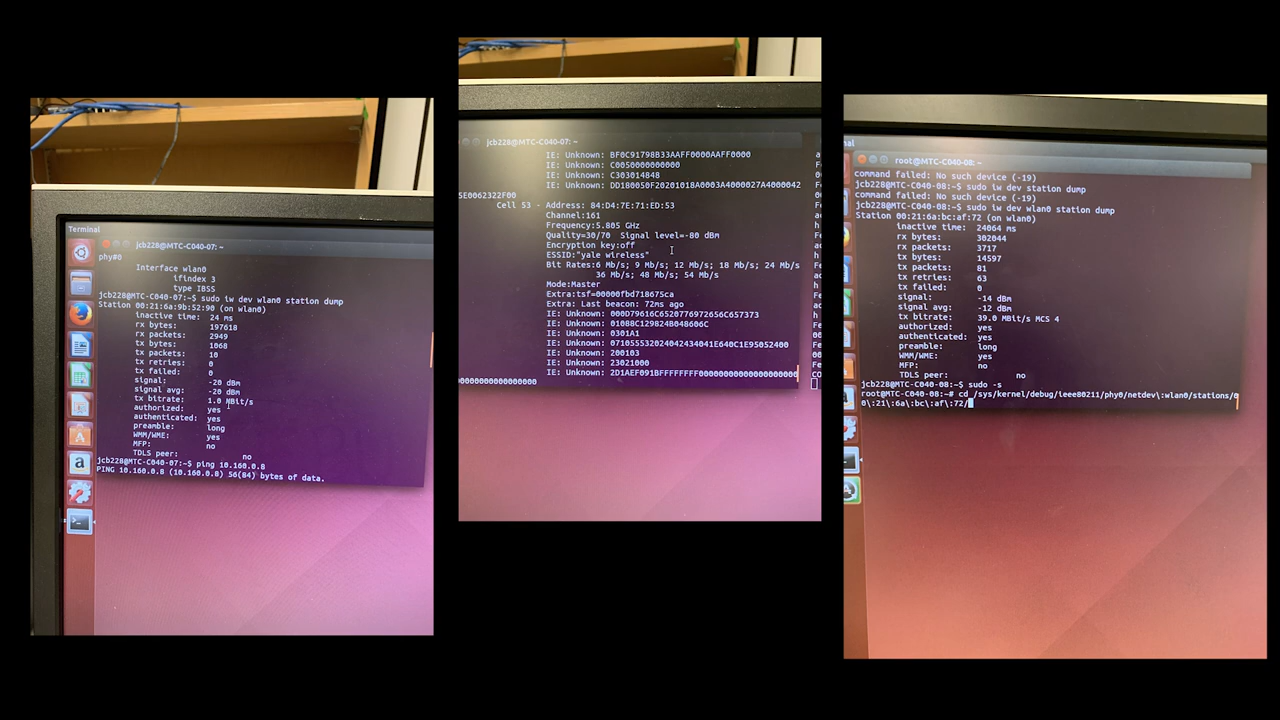 Terminal
jcb228@MTC-C040-07: ~
phy#0
Interface wlan0
ifindex 3
type IBSS
jcb228@MTC-C040-07:~$ sudo iw dev wlan0 station dump
Station 00:21:6a:9b:52:90 (on wlan0)
inactive time: 24 ms
rx bytes: 197618
rx packets: 2949
tx bytes: 1068
tx packets: 10
tx retries: 0
tx failed: 0
signal: -20 dBm
signal avg: -20 dBm
tx bitrate: 1.0 MBit/s
authorized: yes
authenticated: yes
preamble: long
WMM/WME: yes
MFP: no
TDLS peer: no
jcb228@MTC-C040-07:~$ ping 10.160.0.8
PING 10.160.0.8 (10.160.0.8) 56(84) bytes of data.
jcb228@MTC-C040-07: ~
IE: Unknown: BF0C91798B33AAFF0000AAFF0000
IE: Unknown: C0050000000000
IE: Unknown: C303014848
IE: Unknown: DD180050F20201018A0003A4000027A4000042
5E0062322F00
Cell 53 - Address: 84:D4:7E:71:ED:53
Channel:161
Frequency:5.805 GHz
Quality=30/70 Signal level=-80 dBm
Encryption key:off
ESSID:"yale wireless"
Bit Rates:6 Mb/s; 9 Mb/s; 12 Mb/s; 18 Mb/s; 24 Mb/s
36 Mb/s; 48 Mb/s; 54 Mb/s
Mode:Master
Extra:tsf=00000fbd718675ca
Extra: Last beacon: 72ms ago
IE: Unknown: 000D79616C6520776972656C657373
IE: Unknown: 01088C129824B048606C
IE: Unknown: 0301A1
IE: Unknown: 071055532024042434041E640C1E95052400
IE: Unknown: 200103
IE: Unknown: 23021000
IE: Unknown: 2D1AEF091BFFFFFFFF00000000000000000000
0000000000000000
root@MTC-C040-08: ~
command failed: No such device (-19)
jcb228@MTC-C040-08:~$ sudo iw dev station dump
command failed: No such device (-19)
jcb228@MTC-C040-08:~$ sudo iw dev wlan0 station dump
Station 00:21:6a:bc:af:72 (on wlan0)
inactive time: 24064 ms
rx bytes: 302044
rx packets: 3717
tx bytes: 14597
tx packets: 81
tx retries: 63
tx failed: 0
signal: -14 dBm
signal avg: -12 dBm
tx bitrate: 39.0 MBit/s MCS 4
authorized: yes
authenticated: yes
preamble: long
WMM/WME: yes
MFP: no
TDLS peer: no
jcb228@MTC-C040-08:~$ sudo -s
root@MTC-C040-08:~# cd /sys/kernel/debug/ieee80211/phy0/netdev\:wlan0/stations/0
0\:21\:6a\:bc\:af\:72/